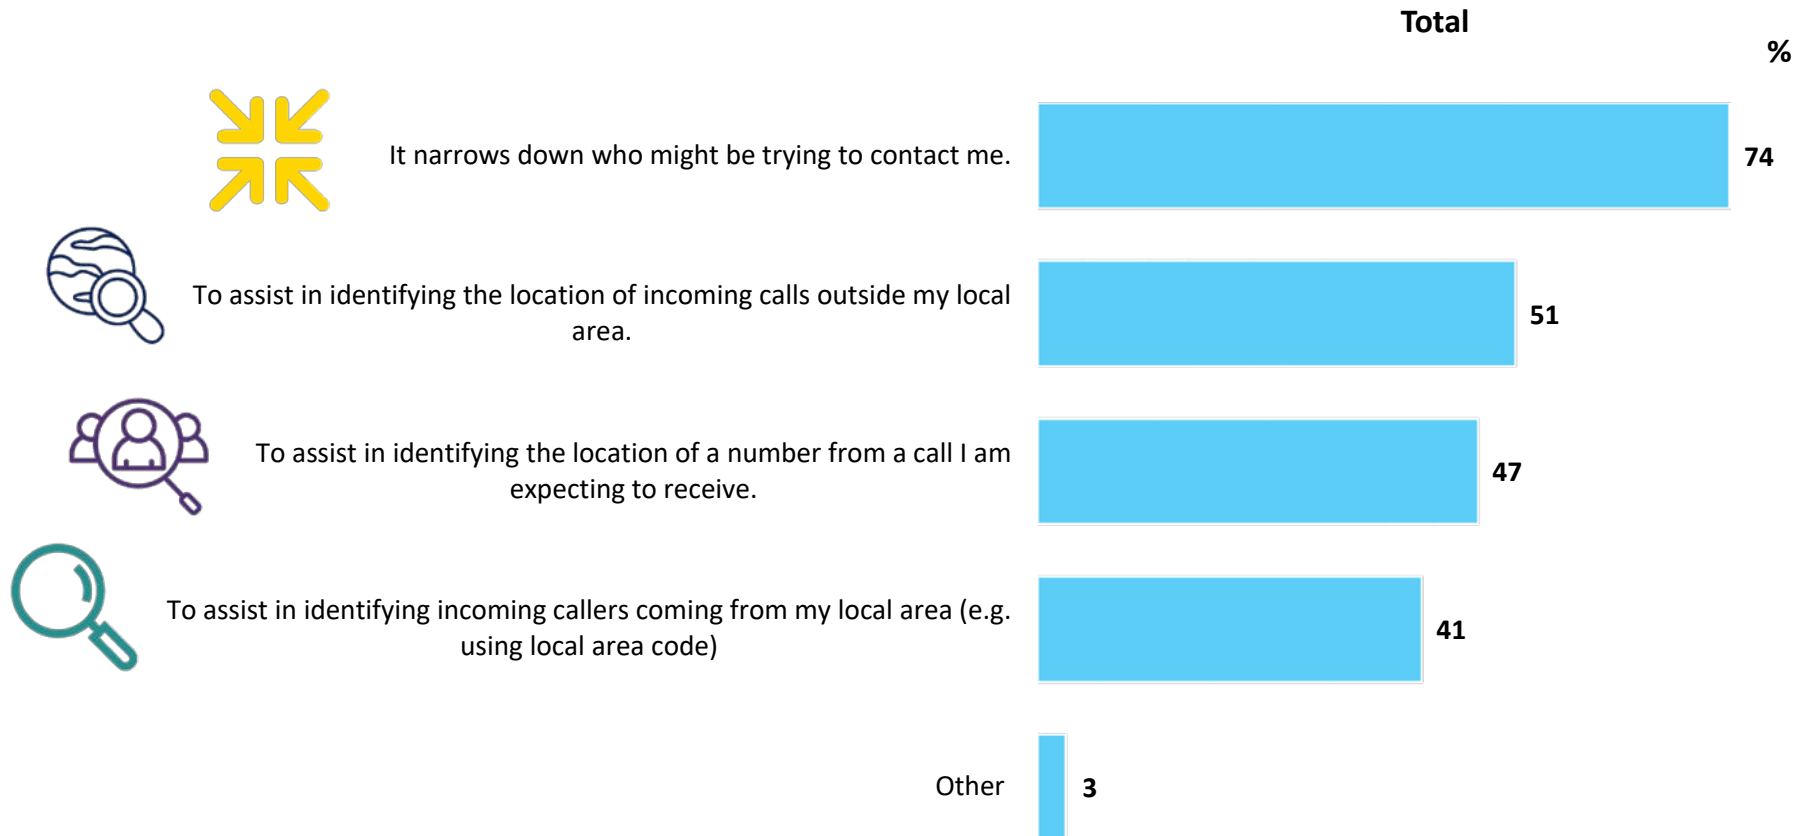 Total
%
It narrows down who might be trying to contact me.
74
To assist in identifying the location of incoming calls outside my local
area.
51
To assist in identifying the location of a number from a call I am
expecting to receive.
47
To assist in identifying incoming callers coming from my local area (e.g.
using local area code)
41
Other
3